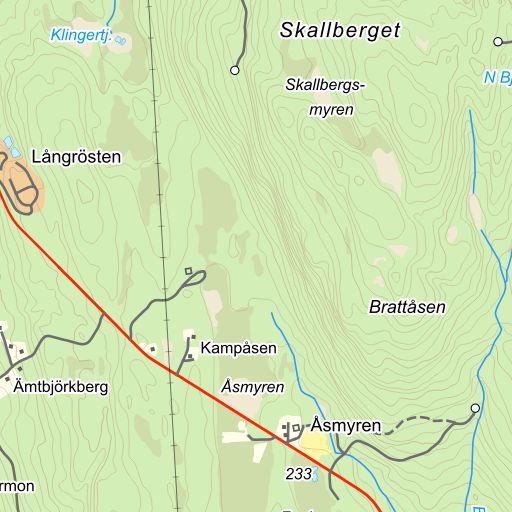 Skallberget
Klingertj.
N Bj
Skallbergs-
myren
Långrösten
Brattåsen
Kampåsen
Åsmyren
Ämtbjörkberg
Åsmyren
233
rmon